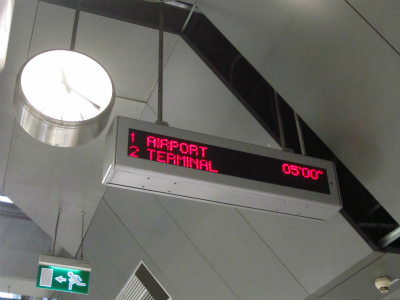 1 AIRPORT
2 TERMINAL 05'00"